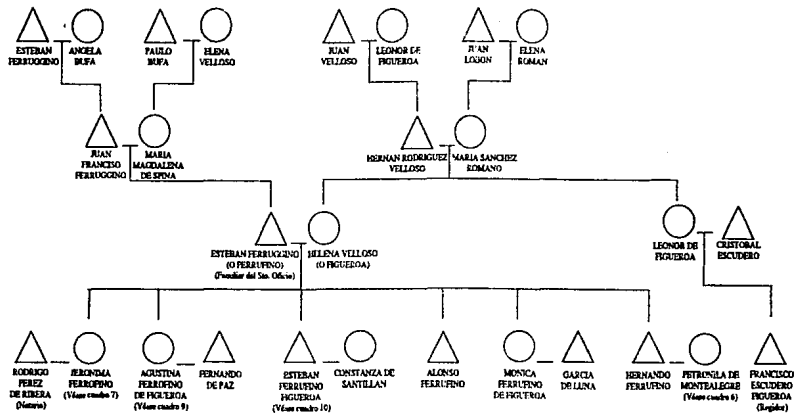 ESTEBAN
FERRUGGINO
ANGELA
BUFA
PAULO
BUFA
ELENA
VELLOSO
JUAN
VELLOSO
LEONOR DE
FIGUEROA
JUAN
LOBON
ELENA
ROMAN
JUAN
FRANCISO
FERRUGGINO
MARIA
MAGDALENA
DE SPINA
HERNAN RODRIGUEZ
VELLOSO
MARIA SANCHEZ
ROMANO
ESTEBAN FERRUGGINO
(O FERRUFINO)
(Familiar del Sto. Oficio)
HELENA VELLOSO
(O FIGUEROA)
LEONOR DE
FIGUEROA
CRISTOBAL
ESCUDERO
RODRIGO
PEREZ
DE RIBERA
(Notario)
JERONIMA
FERROFINO
(Véase cuadro 7)
AGUSTINA
FERROFINO
DE FIGUEROA
(Véase cuadro 9)
FERNANDO
DE PAZ
ESTEBAN
FERRUFINO
FIGUEROA
(Véase cuadro 10)
CONSTANZA DE
SANTILLAN
ALONSO
FERRUFINO
MONICA
FERRUFINO
DE FIGUEROA
GARCIA
DE LUNA
HERNANDO
FERRUFINO
PETRONILA DE
MONTEALEGRE
(Véase cuadro 6)
FRANCISCO
ESCUDERO
FIGUEROA
(Regidor)